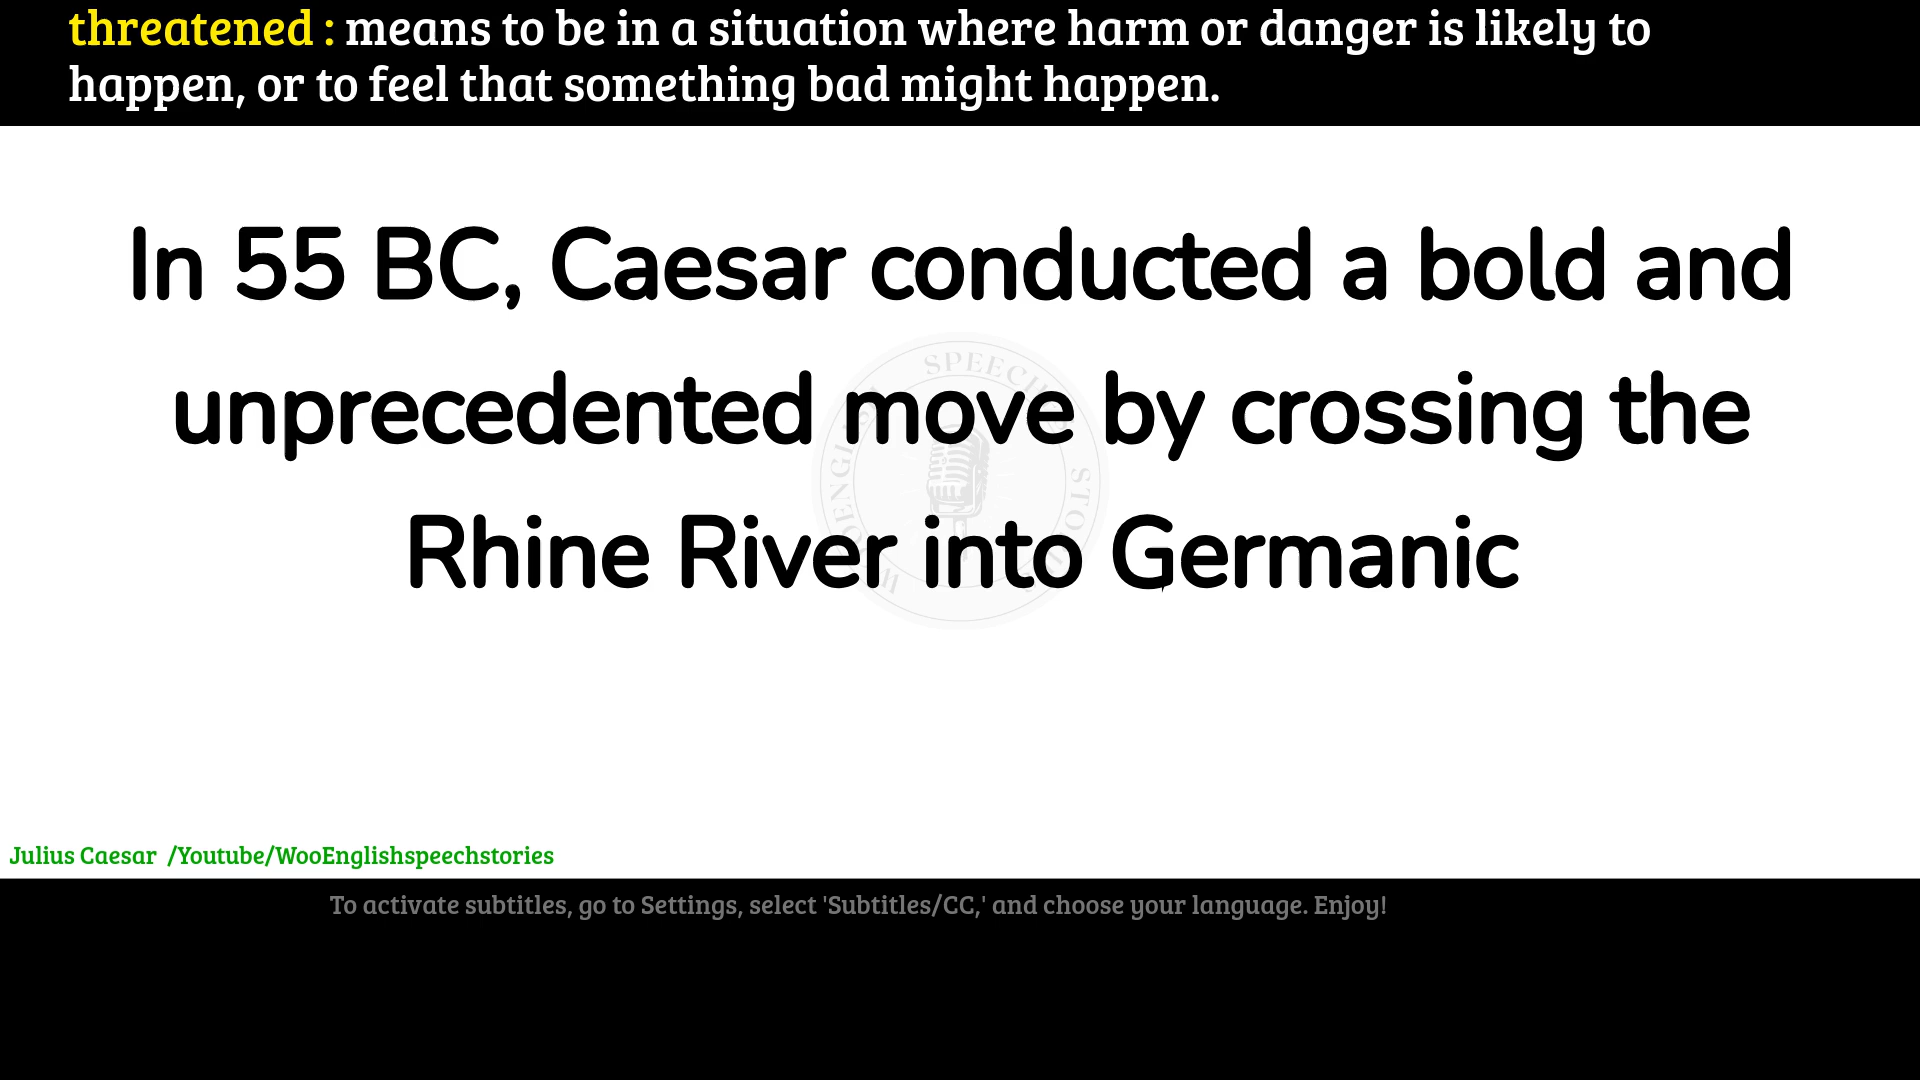 threatened : means to be in a situation where harm or danger is likely to
happen, or to feel that something bad might happen.
In 55 BC, Caesar conducted a bold and
unprecedented move by crossing the
Rhine River into Germanic
Julius Caesar /Youtube/WooEnglishspeechstories
To activate subtitles, go to Settings, select 'Subtitles/CC,' and choose your language. Enjoy!